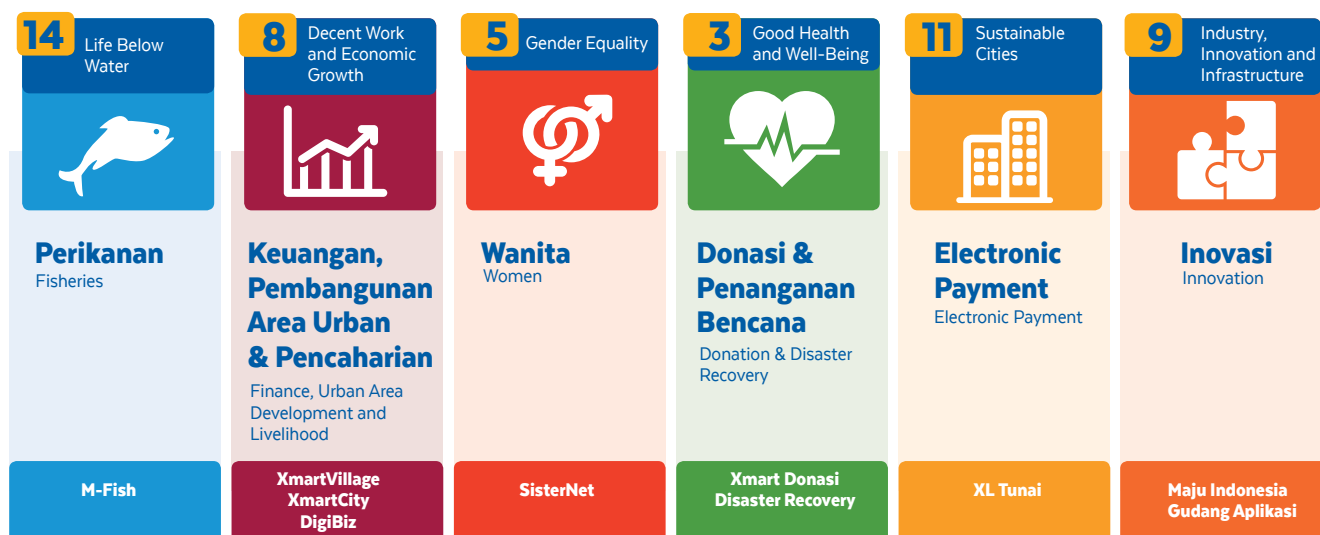 14
Life Below
Water
Perikanan
Fisheries
M-Fish
8
Decent Work
and Economic
Growth
Keuangan,
Pembangunan
Area Urban
& Pencaharian
Finance, Urban Area
Development and
Livelihood
XmartVillage
XmartCity
DigiBiz
5
Gender Equality
Wanita
Women
SisterNet
3
Good Health
and Well-Being
Donasi &
Penanganan
Bencana
Donation & Disaster
Recovery
Xmart Donasi
Disaster Recovery
11
Sustainable
Cities
Electronic
Payment
Electronic Payment
XL Tunai
9
Industry,
Innovation and
Infrastructure
Inovasi
Innovation
Maju Indonesia
Gudang Aplikasi